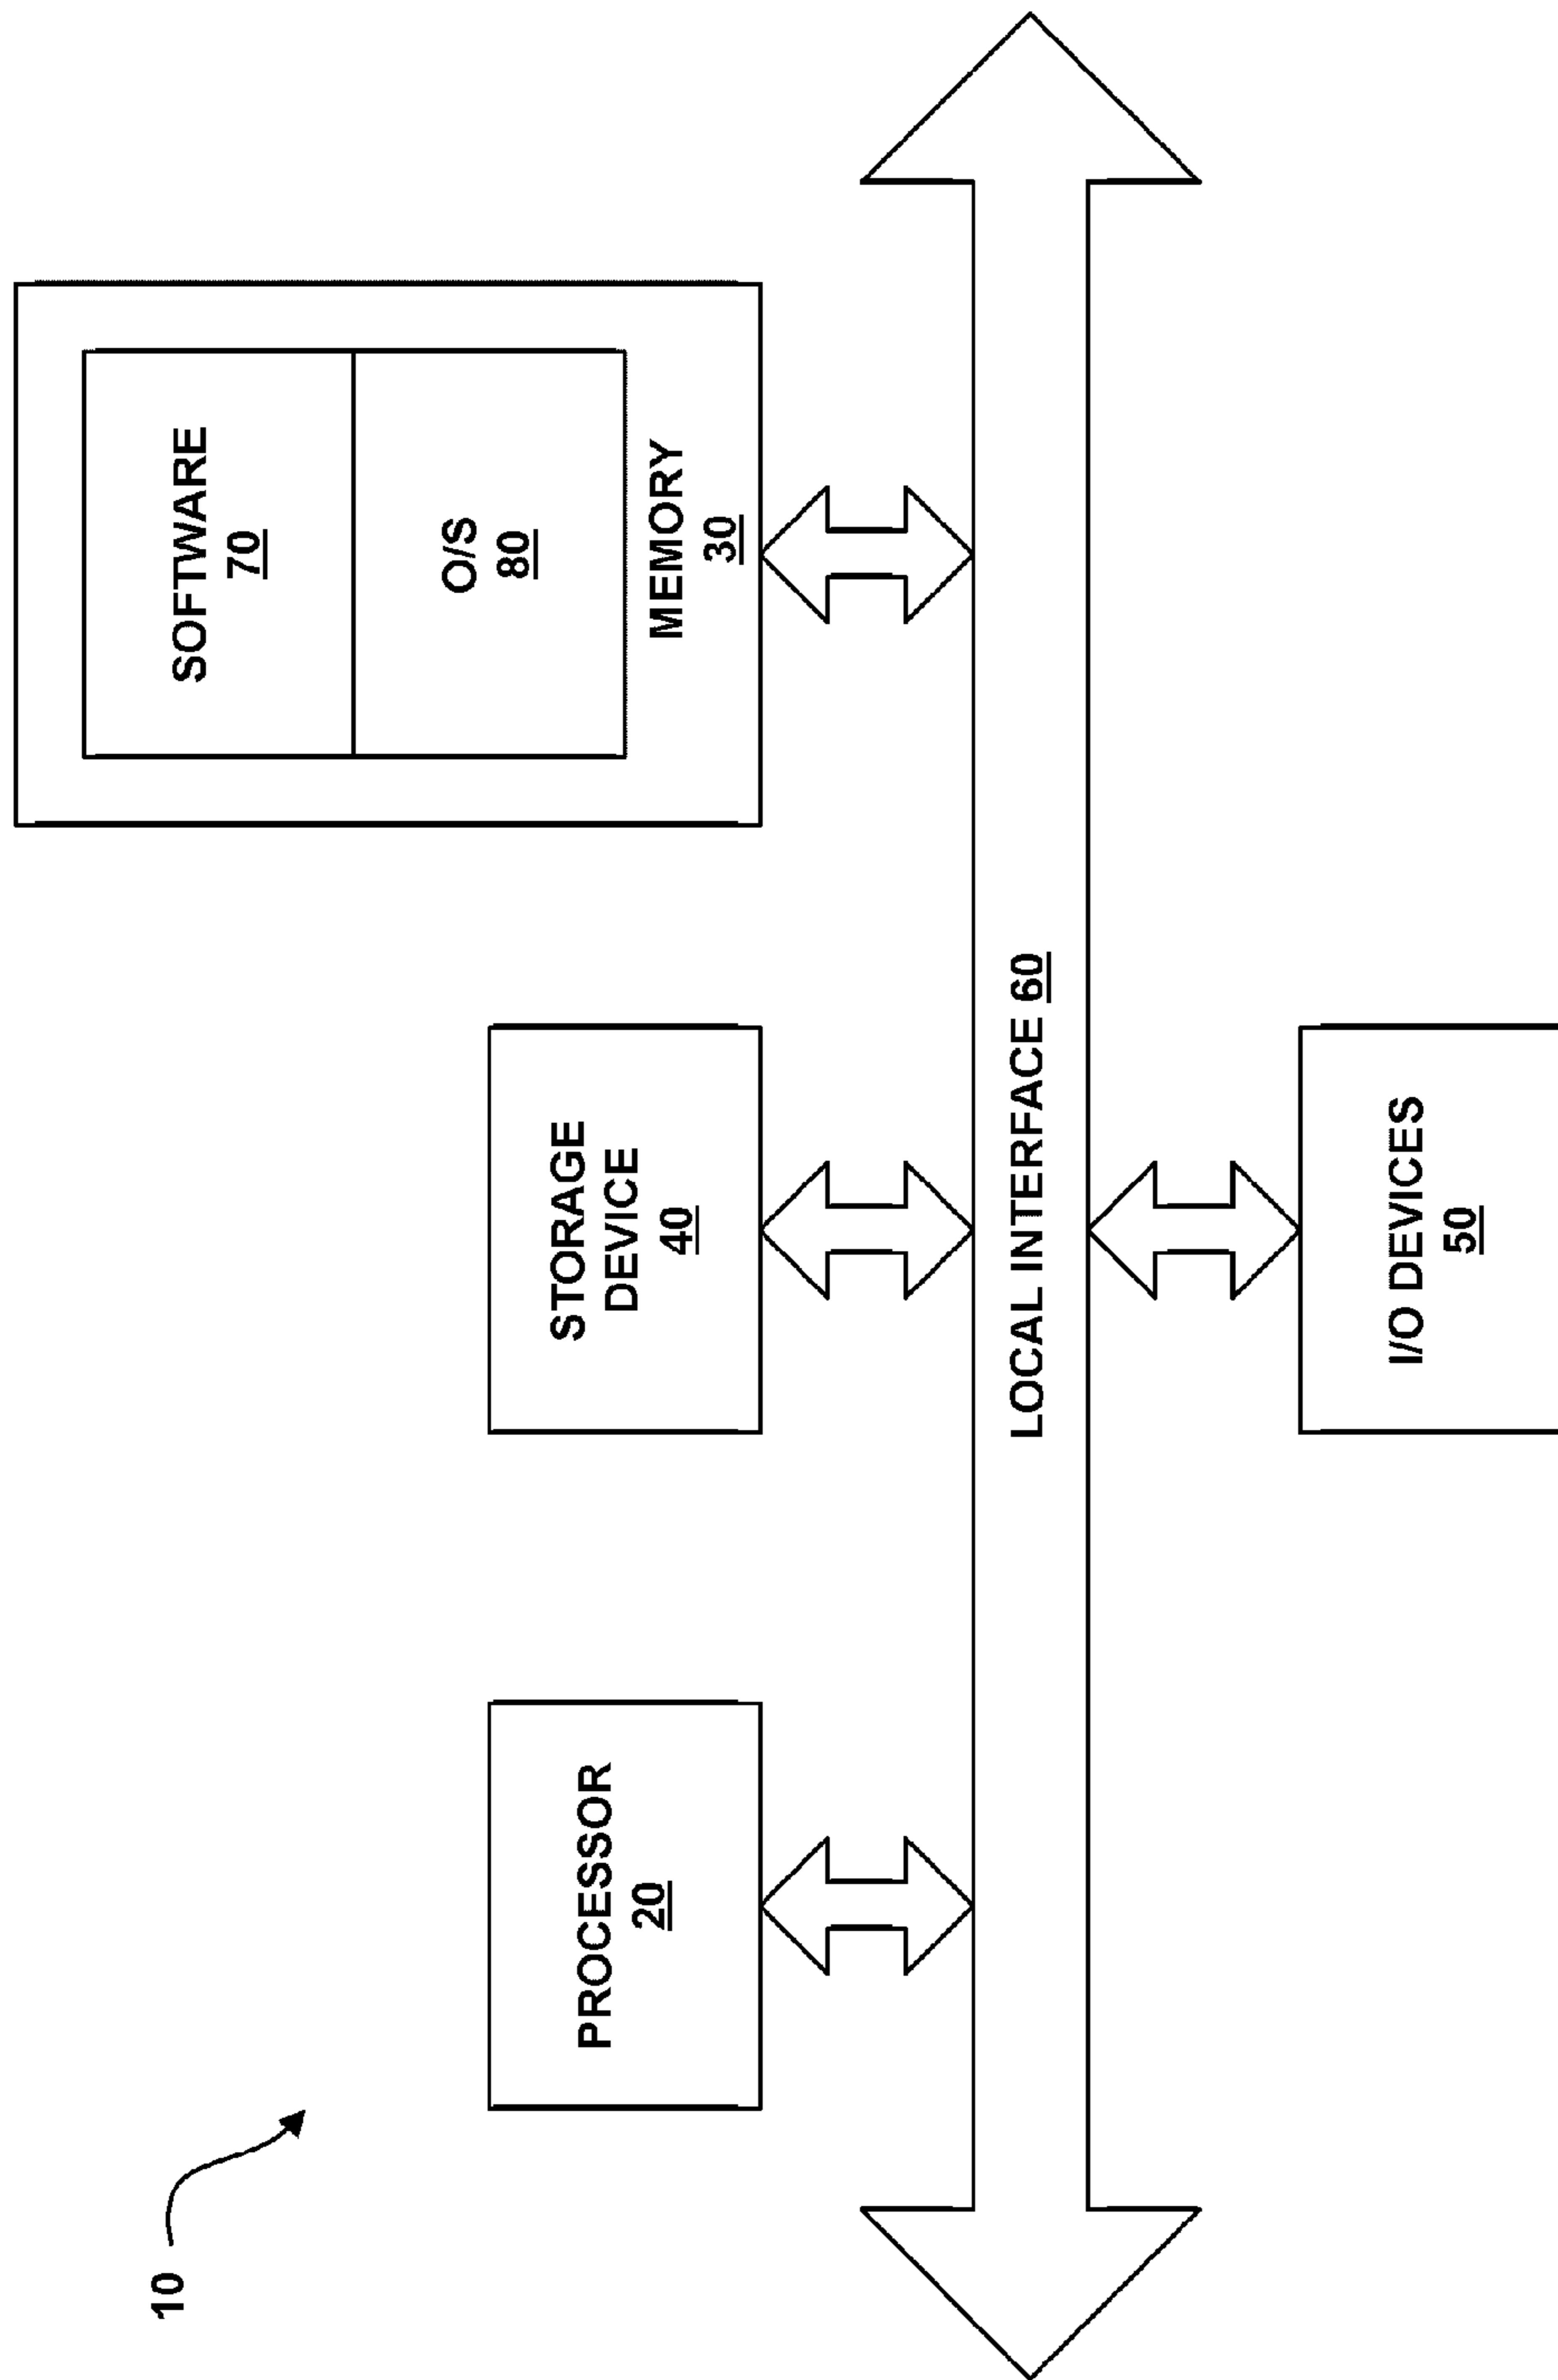 10
PROCESSOR
20
STORAGE
DEVICE
40
SOFTWARE
70
O/S
80
MEMORY
30
LOCAL INTERFACE 60
I/O DEVICES
50